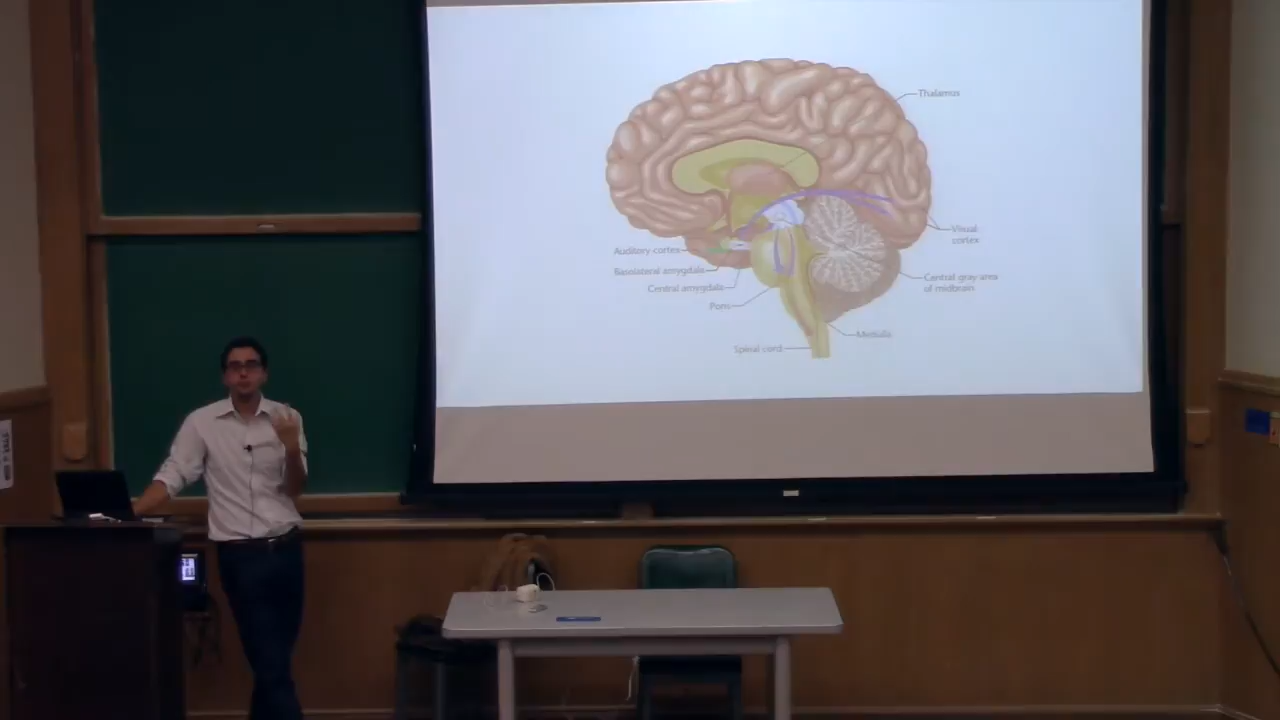 Thalamus
Auditory cortex
Basolateral amygdala
Central amygdala
Pons
Spinal cord
Visual
cortex
Central gray area
of midbrain
Medulla